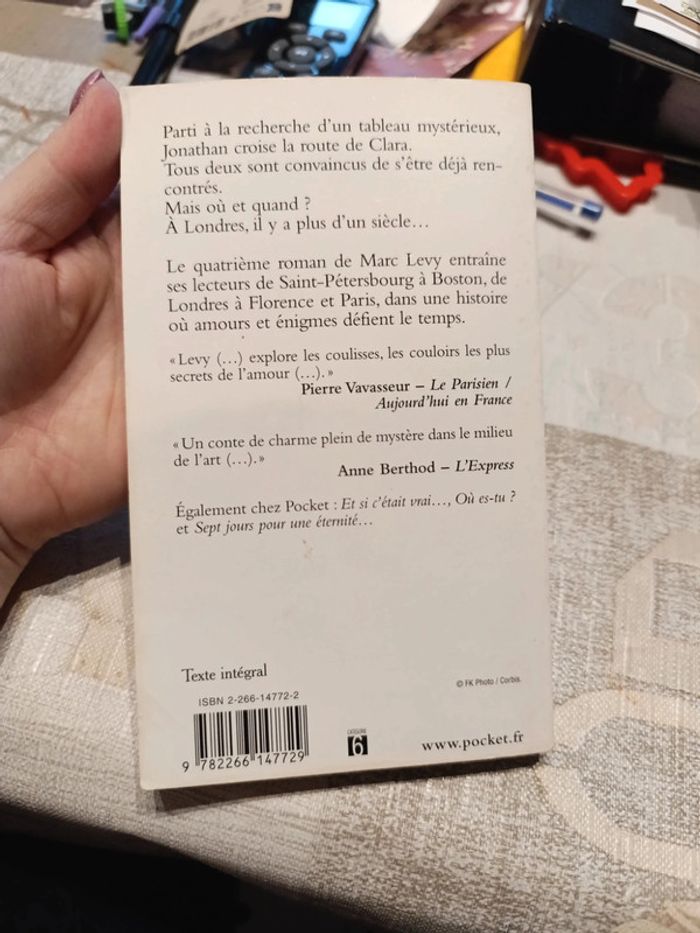 Parti à la recherche d'un tableau mystérieux,
Jonathan croise la route de Clara.
Tous deux sont convaincus de s'être déjà ren-
contrés.
Mais où et quand ?
À Londres, il y a plus d'un siècle…
Le quatrième roman de Marc Levy entraîne
ses lecteurs de Saint-Pétersbourg à Boston, de
Londres à Florence et Paris, dans une histoire
où amours et énigmes défient le temps.
« Levy (…) explore les coulisses, les couloirs les plus
secrets de l'amour (…). »
Pierre Vavasseur – Le Parisien /
Aujourd'hui en France
« Un conte de charme plein de mystère dans le milieu
de l'art (…). »
Anne Berthod – L'Express
Également chez Pocket : Et si c'était vrai…, Où es-tu ?
et Sept jours pour une éternité…
Texte intégral
© FK Photo / Corbis.
ISBN 2-266-14772-2
9 782266 147729
CATÉGORIE
6
www.pocket.fr